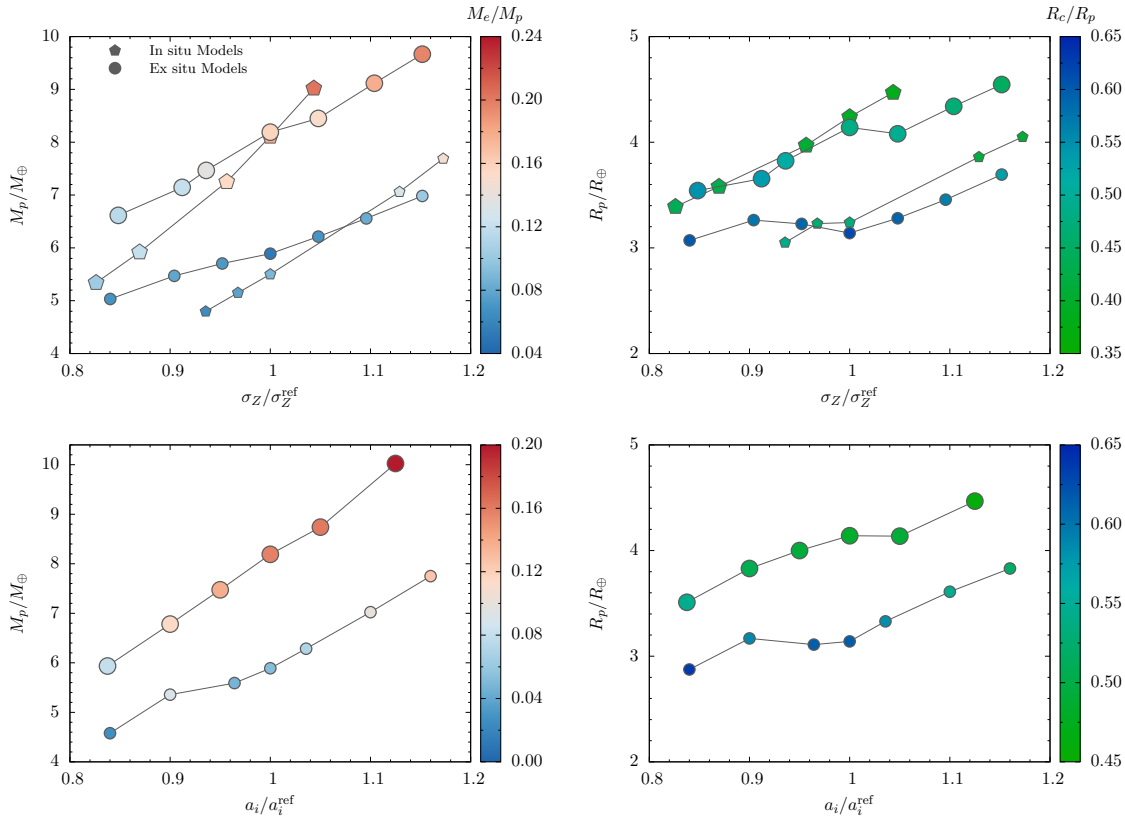 M_e/M_p
R_c/R_p
In situ Models
Ex situ Models
M_p/M_⊕
10
9
8
7
6
5
4
0.8 0.9 1 1.1 1.2
σ_Z/σ_Z^ref
0.24
0.20
0.16
0.12
0.08
0.04
R_p/R_⊕
5
4
3
2
0.8 0.9 1 1.1 1.2
σ_Z/σ_Z^ref
0.65
0.60
0.55
0.50
0.45
0.40
0.35
M_p/M_⊕
10
9
8
7
6
5
4
0.8 0.9 1 1.1 1.2
a_i/a_i^ref
0.20
0.16
0.12
0.08
0.04
0.00
R_p/R_⊕
5
4
3
2
0.8 0.9 1 1.1 1.2
a_i/a_i^ref
0.65
0.60
0.55
0.50
0.45